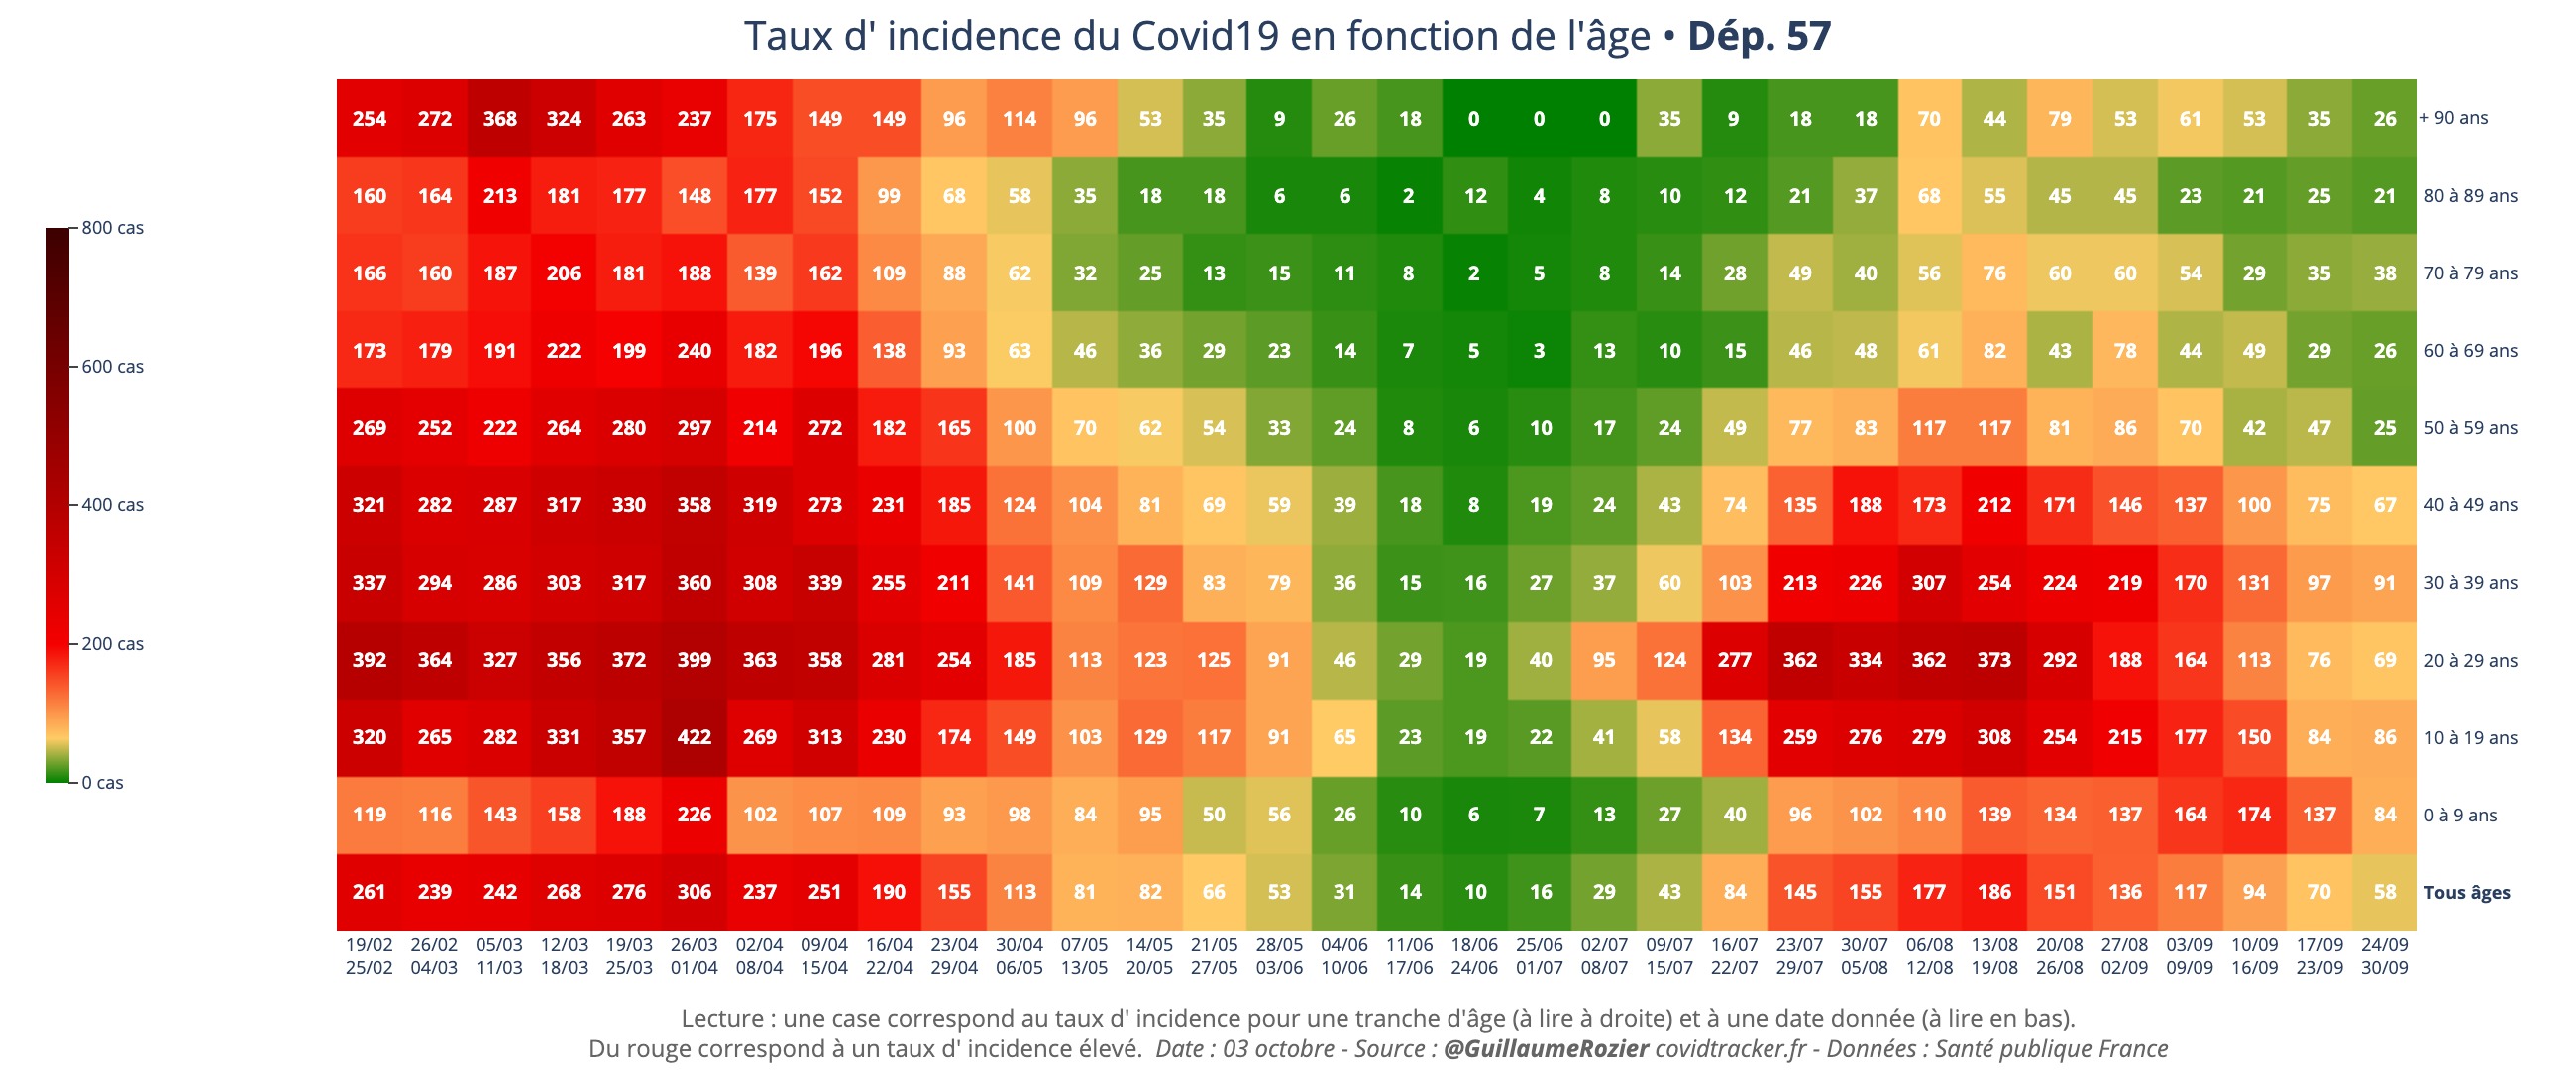 Taux d' incidence du Covid19 en fonction de l'âge • Dép. 57
800 cas
600 cas
400 cas
200 cas
0 cas
254 272 368 324 263 237 175 149 149 96 114 96 53 35 9 26 18 0 0 0 35 9 18 18 70 44 79 53 61 53 35 26 + 90 ans
160 164 213 181 177 148 177 152 99 68 58 35 18 18 6 6 2 12 4 8 10 12 21 37 68 55 45 45 23 21 25 21 80 à 89 ans
166 160 187 206 181 188 139 162 109 88 62 32 25 13 15 11 8 2 5 8 14 28 49 40 56 76 60 60 54 29 35 38 70 à 79 ans
173 179 191 222 199 240 182 196 138 93 63 46 36 29 23 14 7 5 3 13 10 15 46 48 61 82 43 78 44 49 29 26 60 à 69 ans
269 252 222 264 280 297 214 272 182 165 100 70 62 54 33 24 8 6 10 17 24 49 77 83 117 117 81 86 70 42 47 25 50 à 59 ans
321 282 287 317 330 358 319 273 231 185 124 104 81 69 59 39 18 8 19 24 43 74 135 188 173 212 171 146 137 100 75 67 40 à 49 ans
337 294 286 303 317 360 308 339 255 211 141 109 129 83 79 36 15 16 27 37 60 103 213 226 307 254 224 219 170 131 97 91 30 à 39 ans
392 364 327 356 372 399 363 358 281 254 185 113 123 125 91 46 29 19 40 95 124 277 362 334 362 373 292 188 164 113 76 69 20 à 29 ans
320 265 282 331 357 422 269 313 230 174 149 103 129 117 91 65 23 19 22 41 58 134 259 276 279 308 254 215 177 150 84 86 10 à 19 ans
119 116 143 158 188 226 102 107 109 93 98 84 95 50 56 26 10 6 7 13 27 40 96 102 110 139 134 137 164 174 137 84 0 à 9 ans
261 239 242 268 276 306 237 251 190 155 113 81 82 66 53 31 14 10 16 29 43 84 145 155 177 186 151 136 117 94 70 58 Tous âges
19/02 26/02 05/03 12/03 19/03 26/03 02/04 09/04 16/04 23/04 30/04 07/05 14/05 21/05 28/05 04/06 11/06 18/06 25/06 02/07 09/07 16/07 23/07 30/07 06/08 13/08 20/08 27/08 03/09 10/09 17/09 24/09
25/02 04/03 11/03 18/03 25/03 01/04 08/04 15/04 22/04 29/04 06/05 13/05 20/05 27/05 03/06 10/06 17/06 24/06 01/07 08/07 15/07 22/07 29/07 05/08 12/08 19/08 26/08 02/09 09/09 16/09 23/09 30/09
Lecture : une case correspond au taux d' incidence pour une tranche d'âge (à lire à droite) et à une date donnée (à lire en bas).
Du rouge correspond à un taux d' incidence élevé. Date : 03 octobre - Source : @GuillaumeRozier covidtracker.fr - Données : Santé publique France